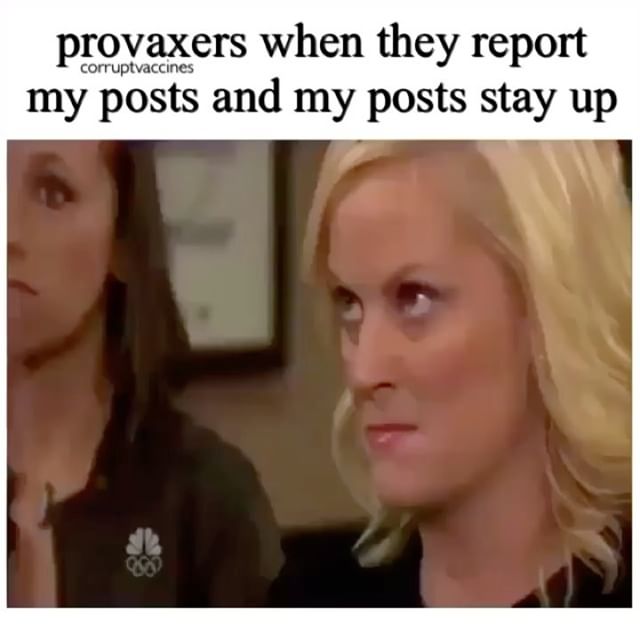 provaxers when they report
corruptvaccines
my posts and my posts stay up